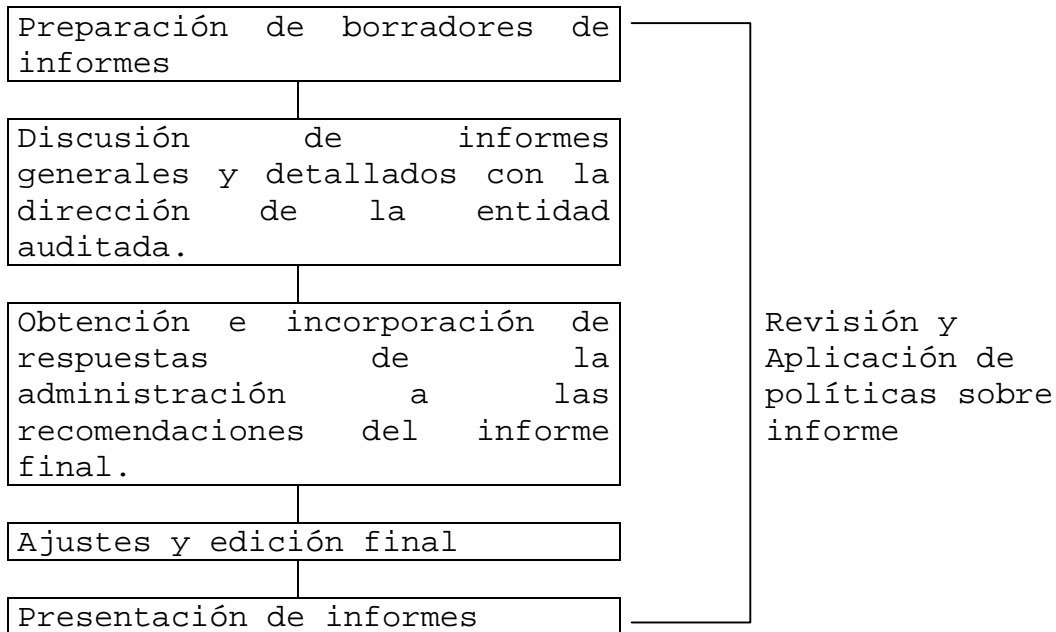 Preparación de borradores de
informes
Discusión de informes
generales y detallados con la
dirección de la entidad
auditada.
Obtención e incorporación de
respuestas de la
administración a las
recomendaciones del informe
final.
Ajustes y edición final
Presentación de informes
Revisión y
Aplicación de
políticas sobre
informe